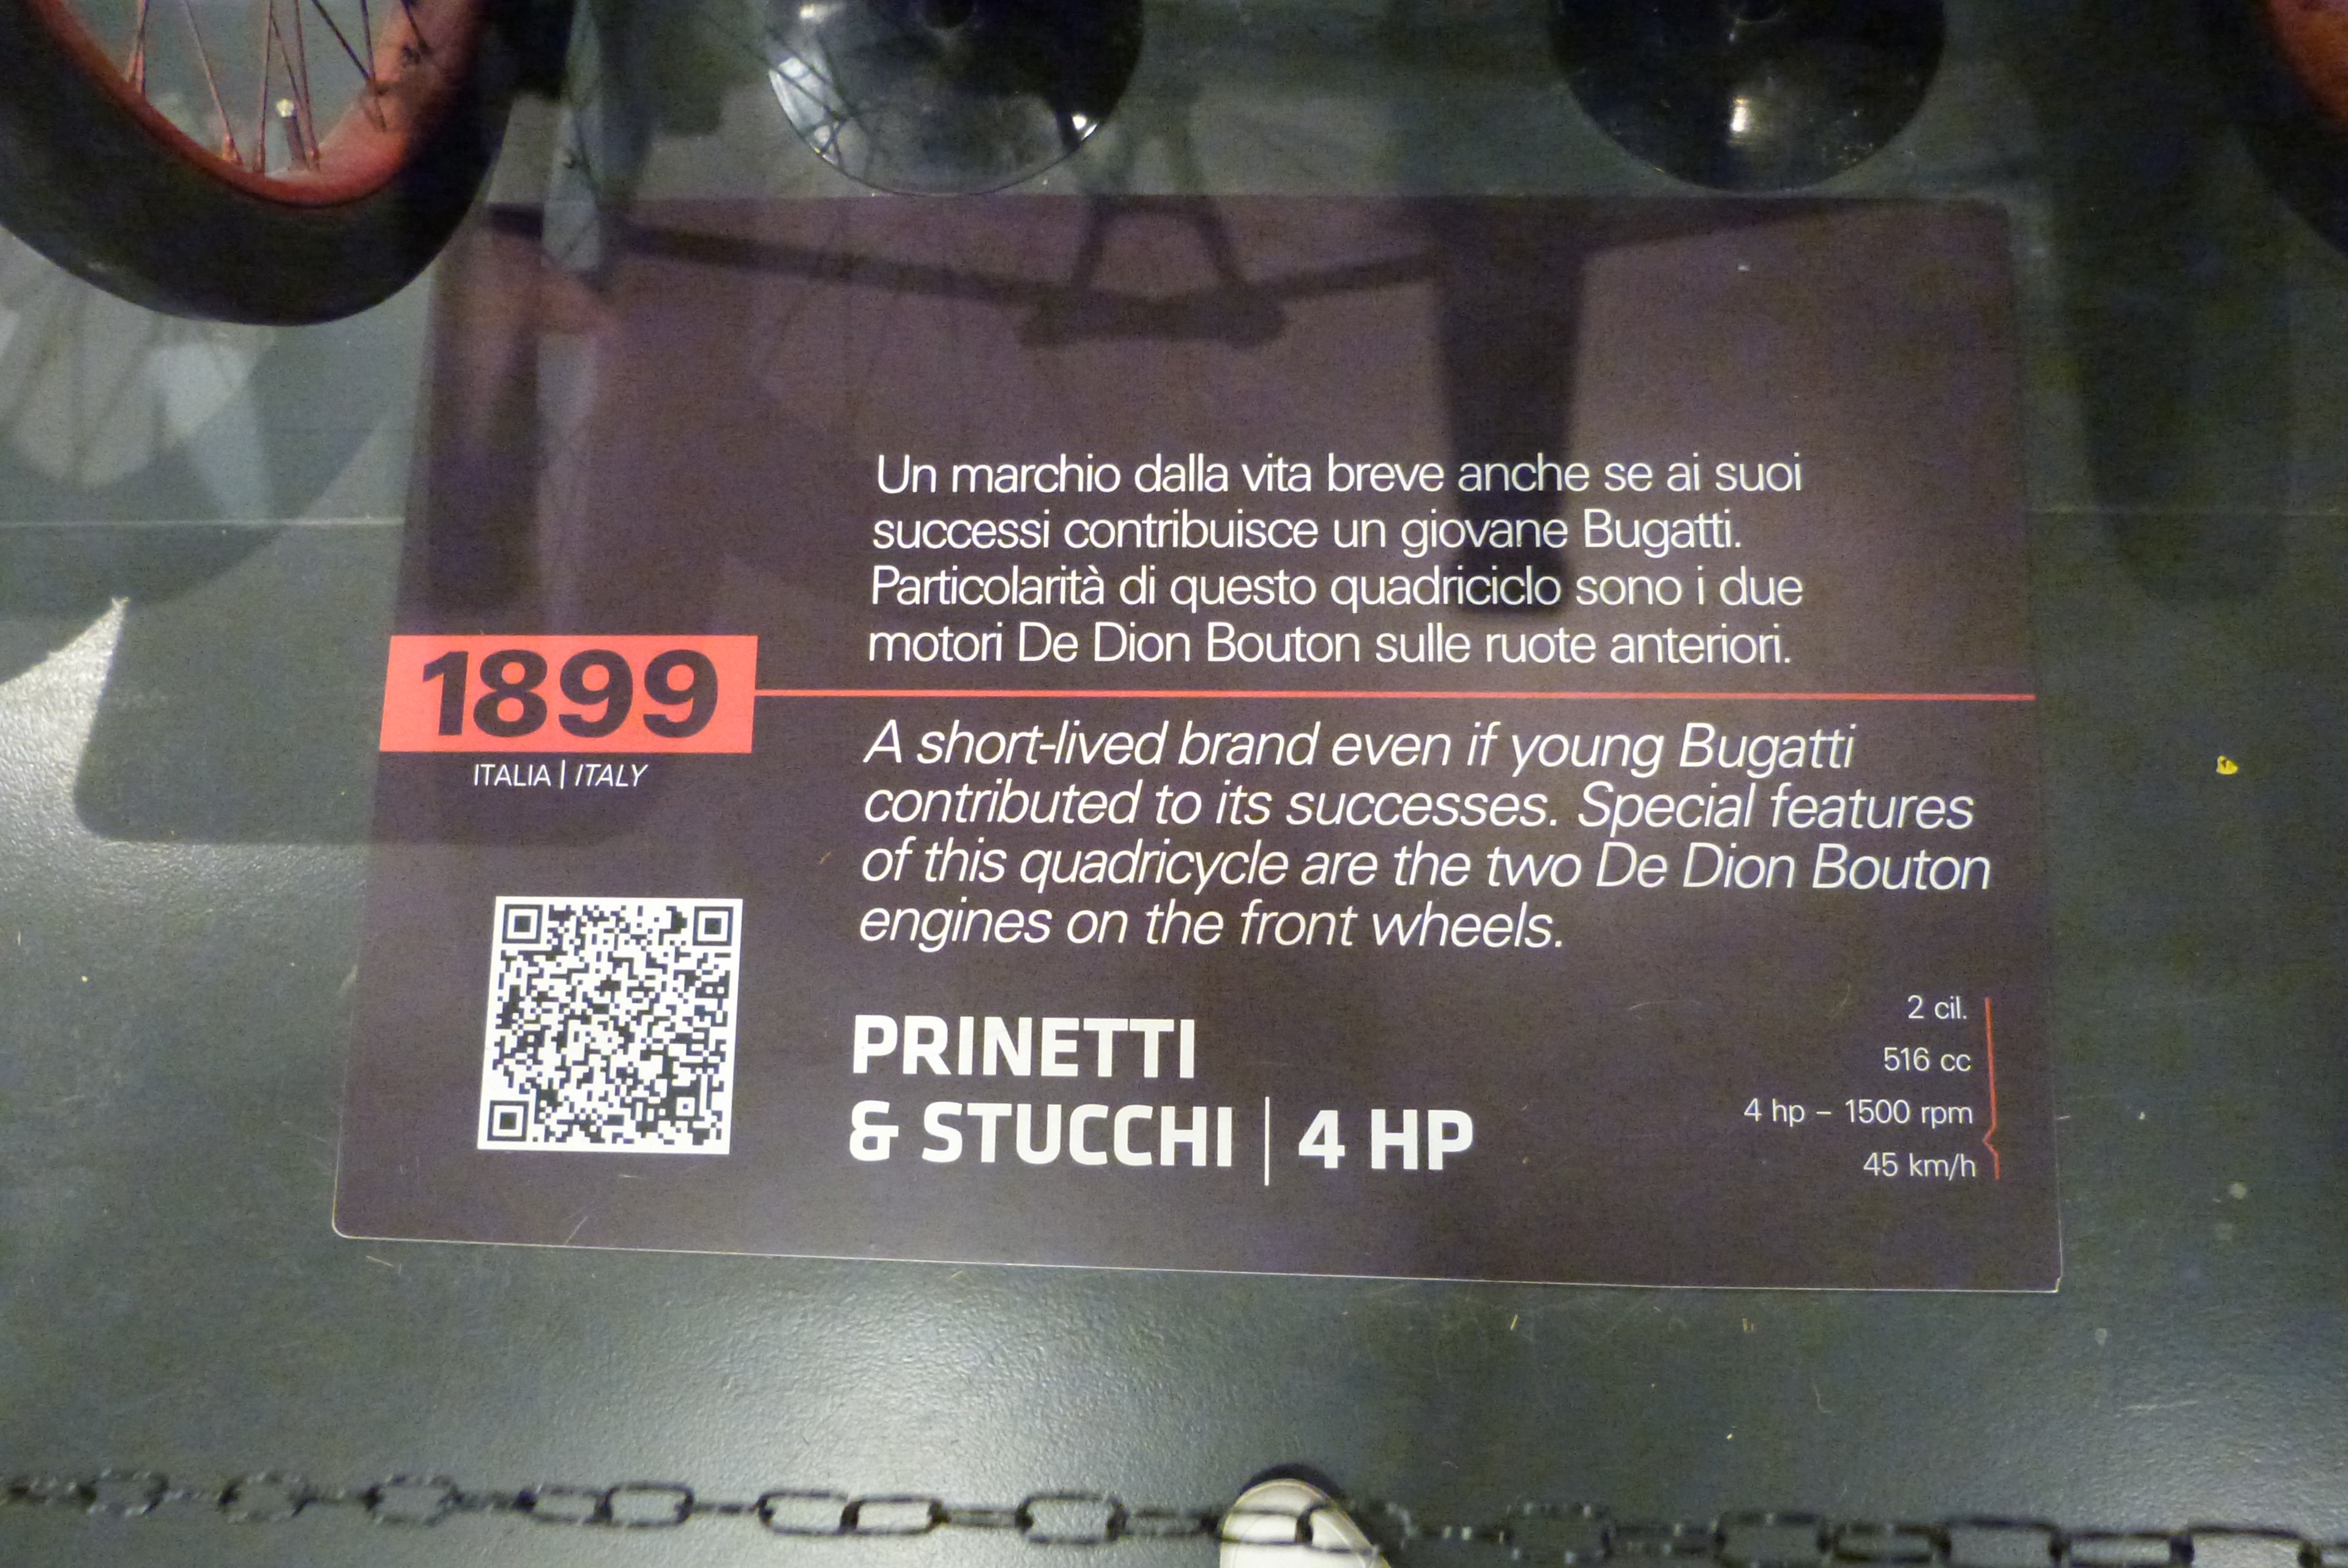 Un marchio dalla vita breve anche se ai suoi
successi contribuisce un giovane Bugatti.
Particolarità di questo quadriciclo sono i due
motori De Dion Bouton sulle ruote anteriori.
1899
ITALIA | ITALY
A short-lived brand even if young Bugatti
contributed to its successes. Special features
of this quadricycle are the two De Dion Bouton
engines on the front wheels.
PRINETTI
& STUCCHI | 4 HP
2 cil.
516 cc
4 hp – 1500 rpm
45 km/h